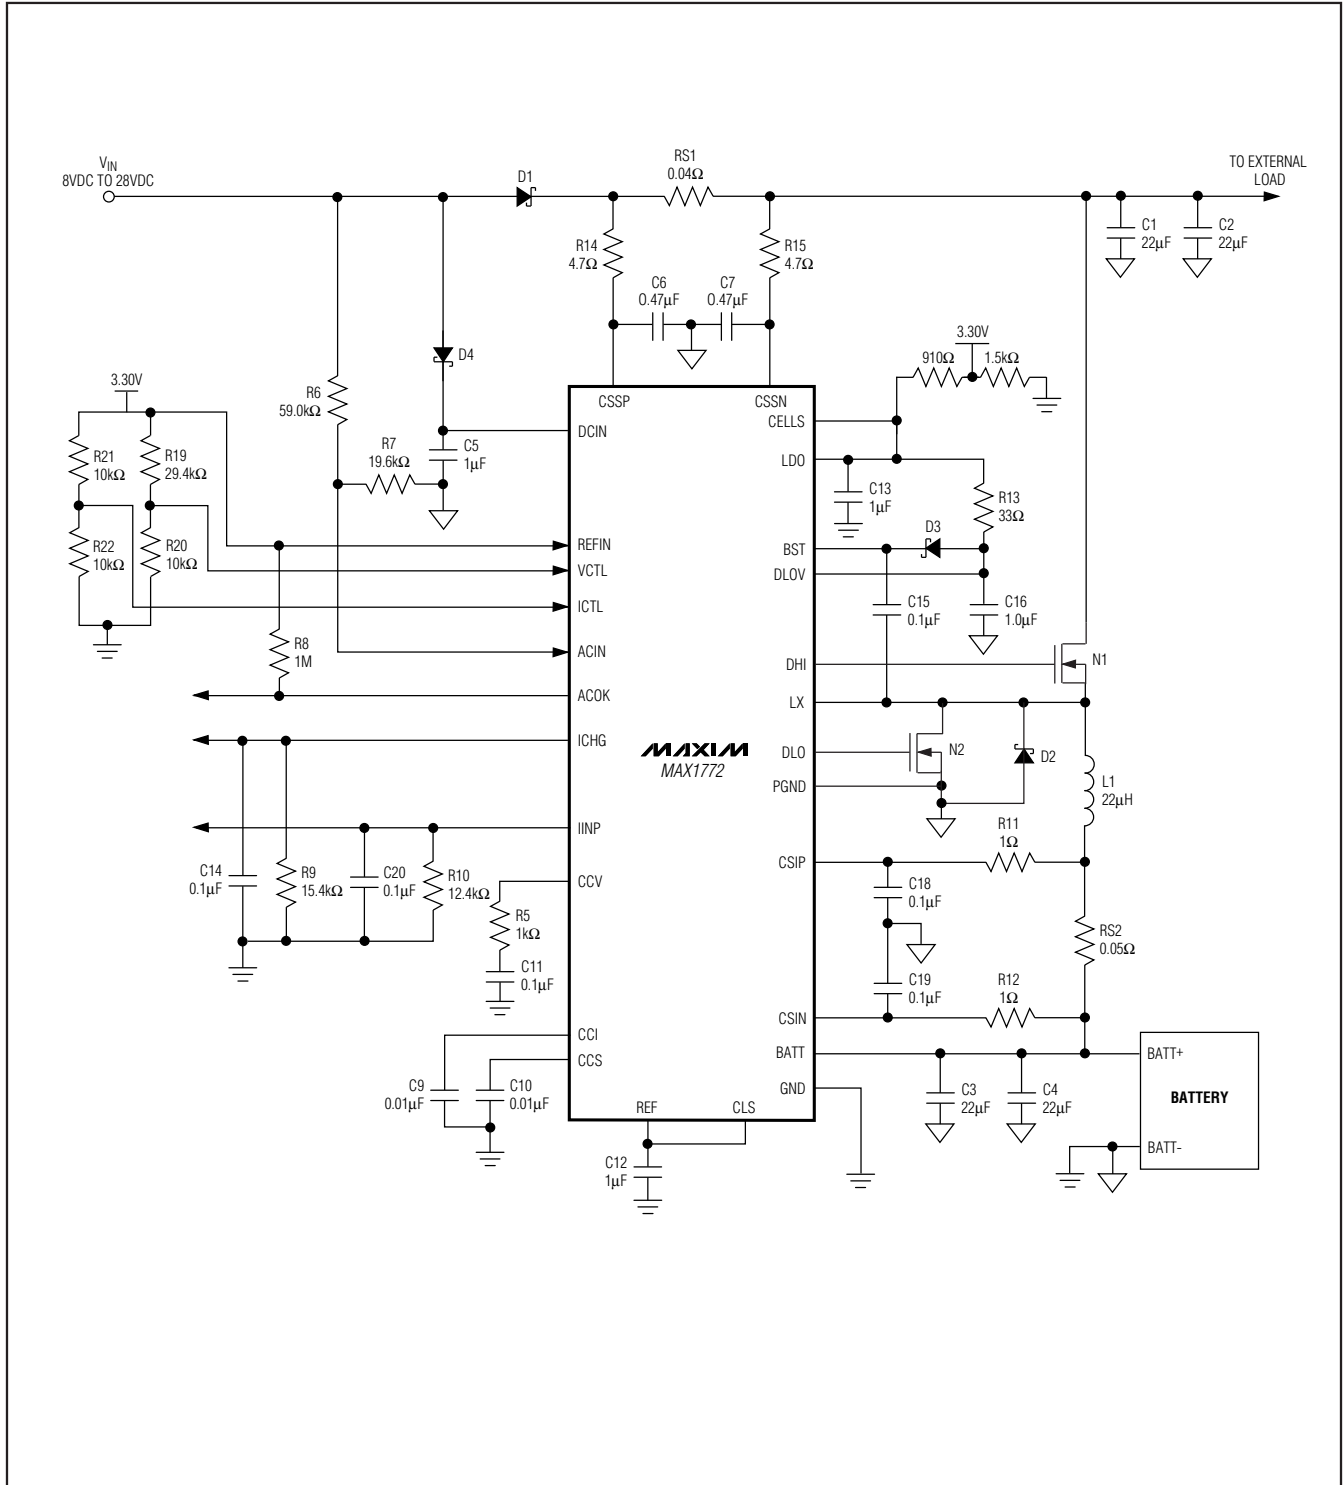 V_IN
8VDC TO 28VDC
D1
RS1
0.04Ω
TO EXTERNAL
LOAD
R14
4.7Ω
R15
4.7Ω
C1
22µF
C2
22µF
C6
0.47µF
C7
0.47µF
D4
3.30V
910Ω
1.5kΩ
3.30V
R6
59.0kΩ
R7
19.6kΩ
C5
1µF
R21
10kΩ
R19
29.4kΩ
R22
10kΩ
R20
10kΩ
R8
1M
CSSP
CSSN
DCIN
CELLS
LDO
C13
1µF
R13
33Ω
D3
REFIN
VCTL
ICTL
ACIN
ACOK
ICHG
IINP
CCV
CCI
CCS
REF
CLS
BST
DLOV
C15
0.1µF
C16
1.0µF
DHI
N1
LX
MAXIM
MAX1772
DLO
N2
D2
PGND
L1
22µH
R11
1Ω
CSIP
C18
0.1µF
RS2
0.05Ω
C19
0.1µF
R12
1Ω
CSIN
BATT
GND
C14
0.1µF
R9
15.4kΩ
C20
0.1µF
R10
12.4kΩ
R5
1kΩ
C11
0.1µF
C9
0.01µF
C10
0.01µF
C12
1µF
C3
22µF
C4
22µF
BATT+
BATTERY
BATT-